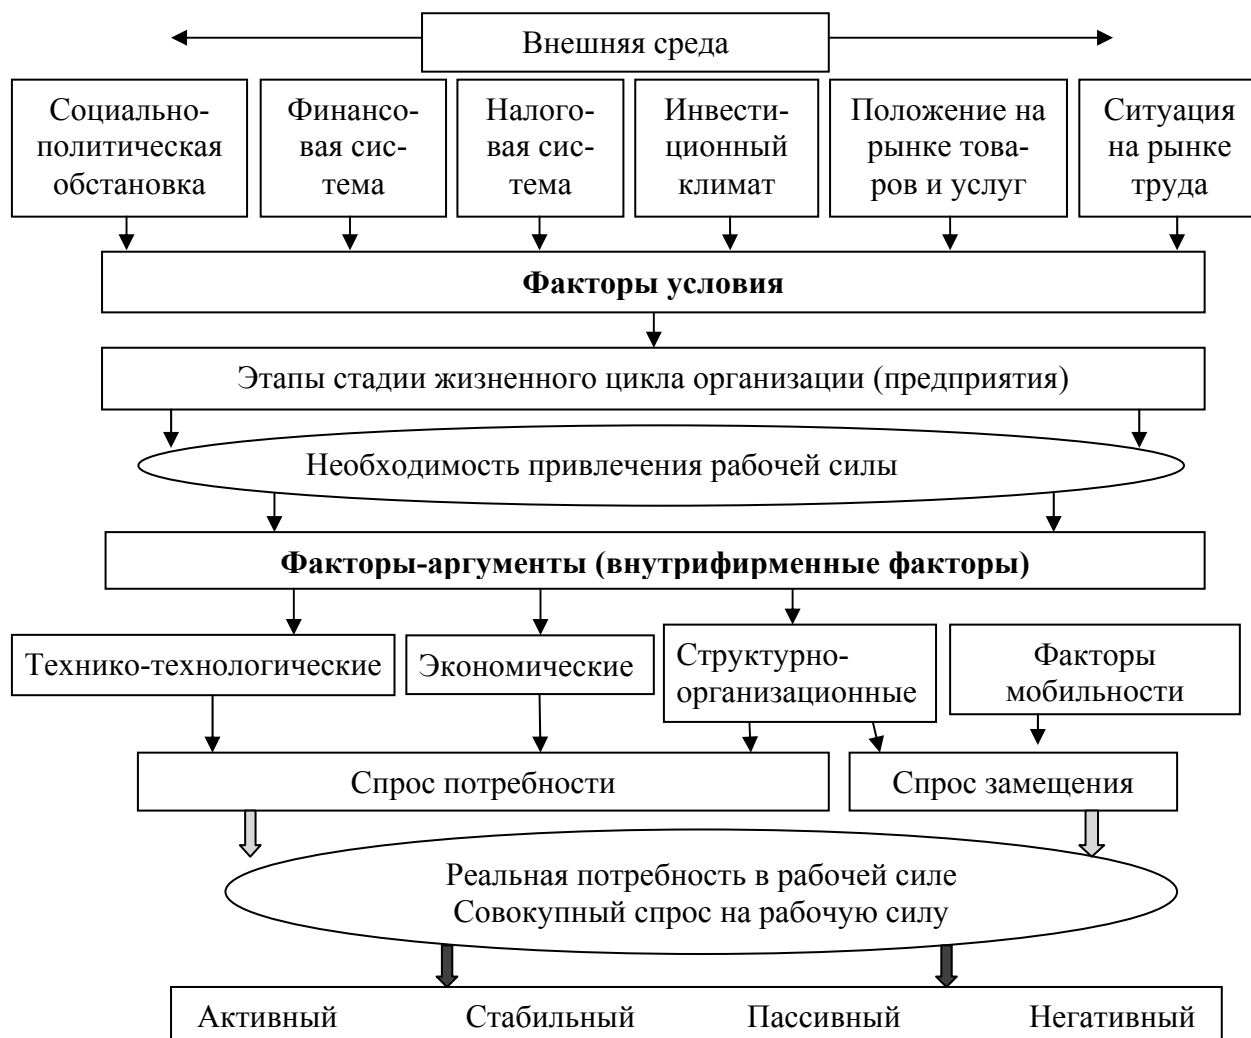 Внешняя среда
Социально-
политическая
обстановка
Финансо-
вая сис-
тема
Налого-
вая сис-
тема
Инвести-
ционный
климат
Положение на
рынке това-
ров и услуг
Ситуация
на рынке
труда
Факторы условия
Этапы стадии жизненного цикла организации (предприятия)
Необходимость привлечения рабочей силы
Факторы-аргументы (внутрифирменные факторы)
Технико-технологические
Экономические
Структурно-
организационные
Факторы
мобильности
Спрос потребности
Спрос замещения
Реальная потребность в рабочей силе
Совокупный спрос на рабочую силу
Активный Стабильный Пассивный Негативный